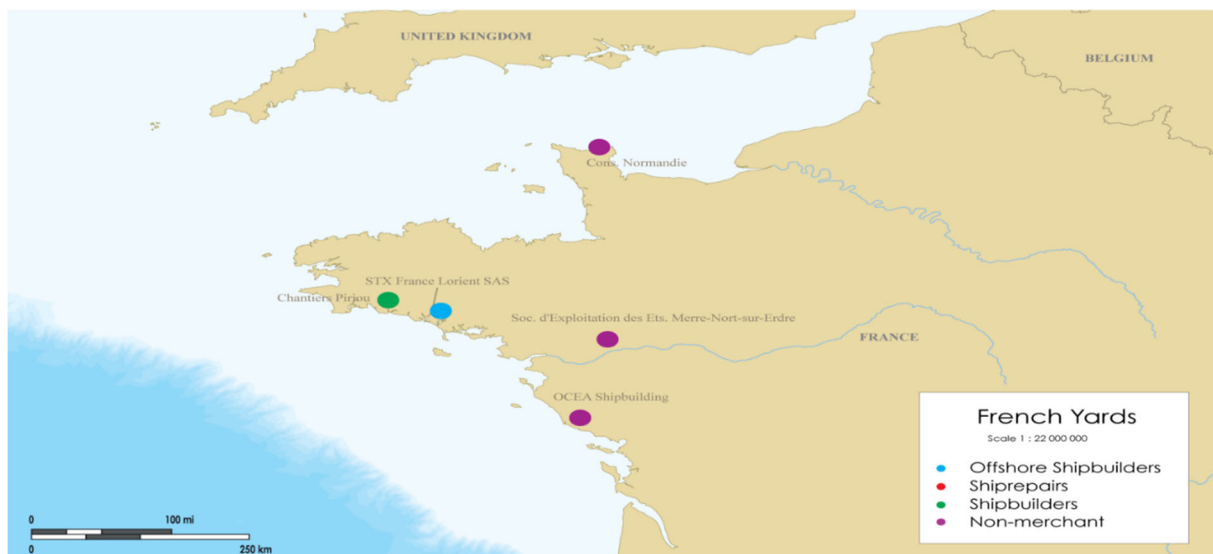 UNITED KINGDOM
BELGIUM
Cons. Normandie
STX France Lorient SAS
Chantiers Pirjou
Soc. d'Exploitation des Ets. Merre-Nort-sur-Erdre
FRANCE
OCEA Shipbuilding
French Yards
Scale 1 : 22 000 000
Offshore Shipbuilders
Shiprepairs
Shipbuilders
Non-merchant
0 100 mi
0 250 km